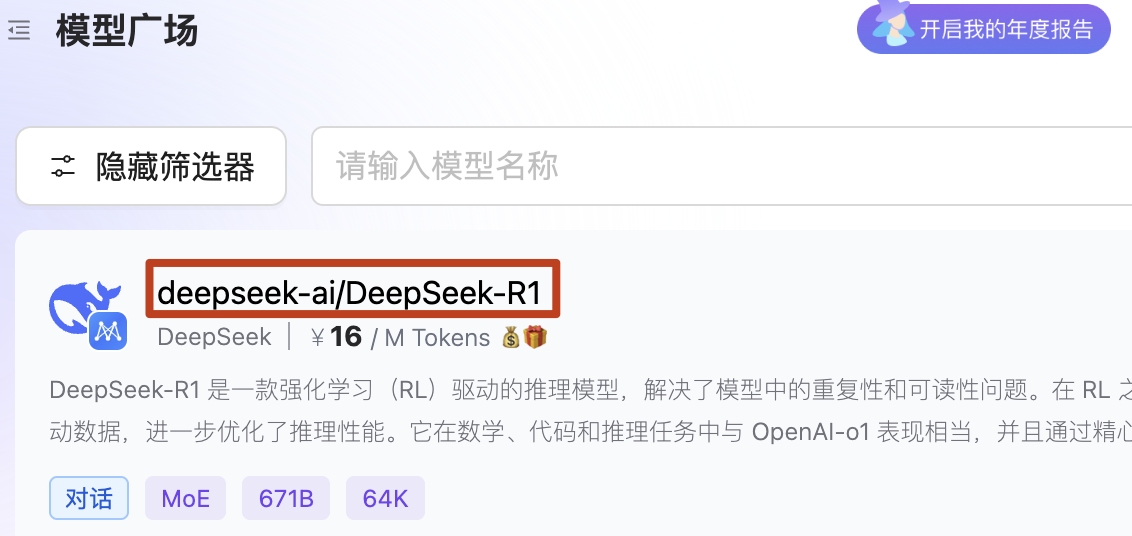 模型广场
开启我的年度报告
隐藏筛选器
请输入模型名称
deepseek-ai/DeepSeek-R1
DeepSeek | ￥16 / M Tokens 💰🎁
DeepSeek-R1 是一款强化学习（RL）驱动的推理模型，解决了模型中的重复性和可读性问题。在 RL 之
动数据，进一步优化了推理性能。它在数学、代码和推理任务中与 OpenAI-o1 表现相当，并且通过精心
对话 MoE 671B 64K